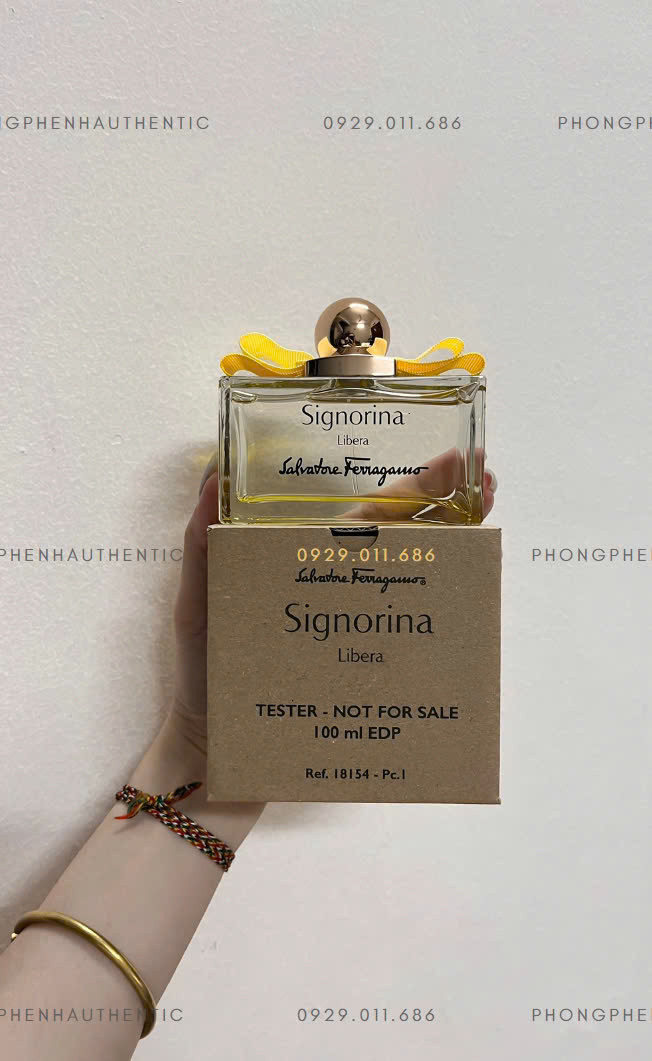 NGPHENHAUTHENTIC 0929.011.686 PHONGPH
Signorina
Libera
Salvatore Ferragamo
PHENHAUTHENTIC 0929.011.686 PHONGPHE
Salvatore Ferragamo®
Signorina
Libera
TESTER - NOT FOR SALE
100 ml EDP
Ref. 18154 - Pc.1
PHENHAUTHENTIC 0929.011.686 PHONGPHE